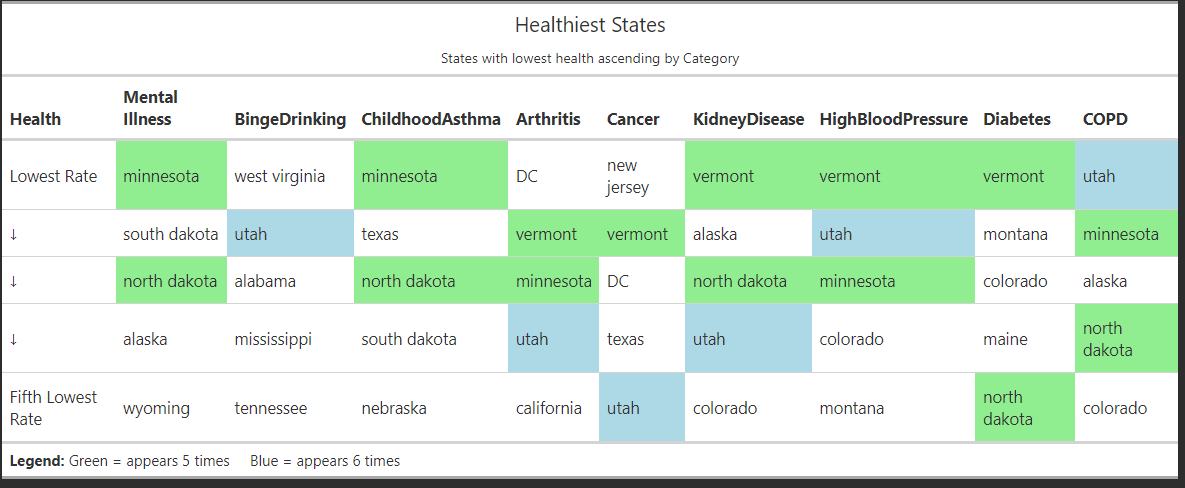 Healthiest States
States with lowest health ascending by Category
Health Mental Illness BingeDrinking ChildhoodAsthma Arthritis Cancer KidneyDisease HighBloodPressure Diabetes COPD
Lowest Rate minnesota west virginia minnesota DC new jersey vermont vermont vermont utah
↓ south dakota utah texas vermont vermont alaska utah montana minnesota
↓ north dakota alabama north dakota minnesota DC north dakota minnesota colorado alaska
↓ alaska mississippi south dakota utah texas utah colorado maine north dakota
Fifth Lowest Rate wyoming tennessee nebraska california utah colorado montana north dakota colorado
Legend: Green = appears 5 times Blue = appears 6 times